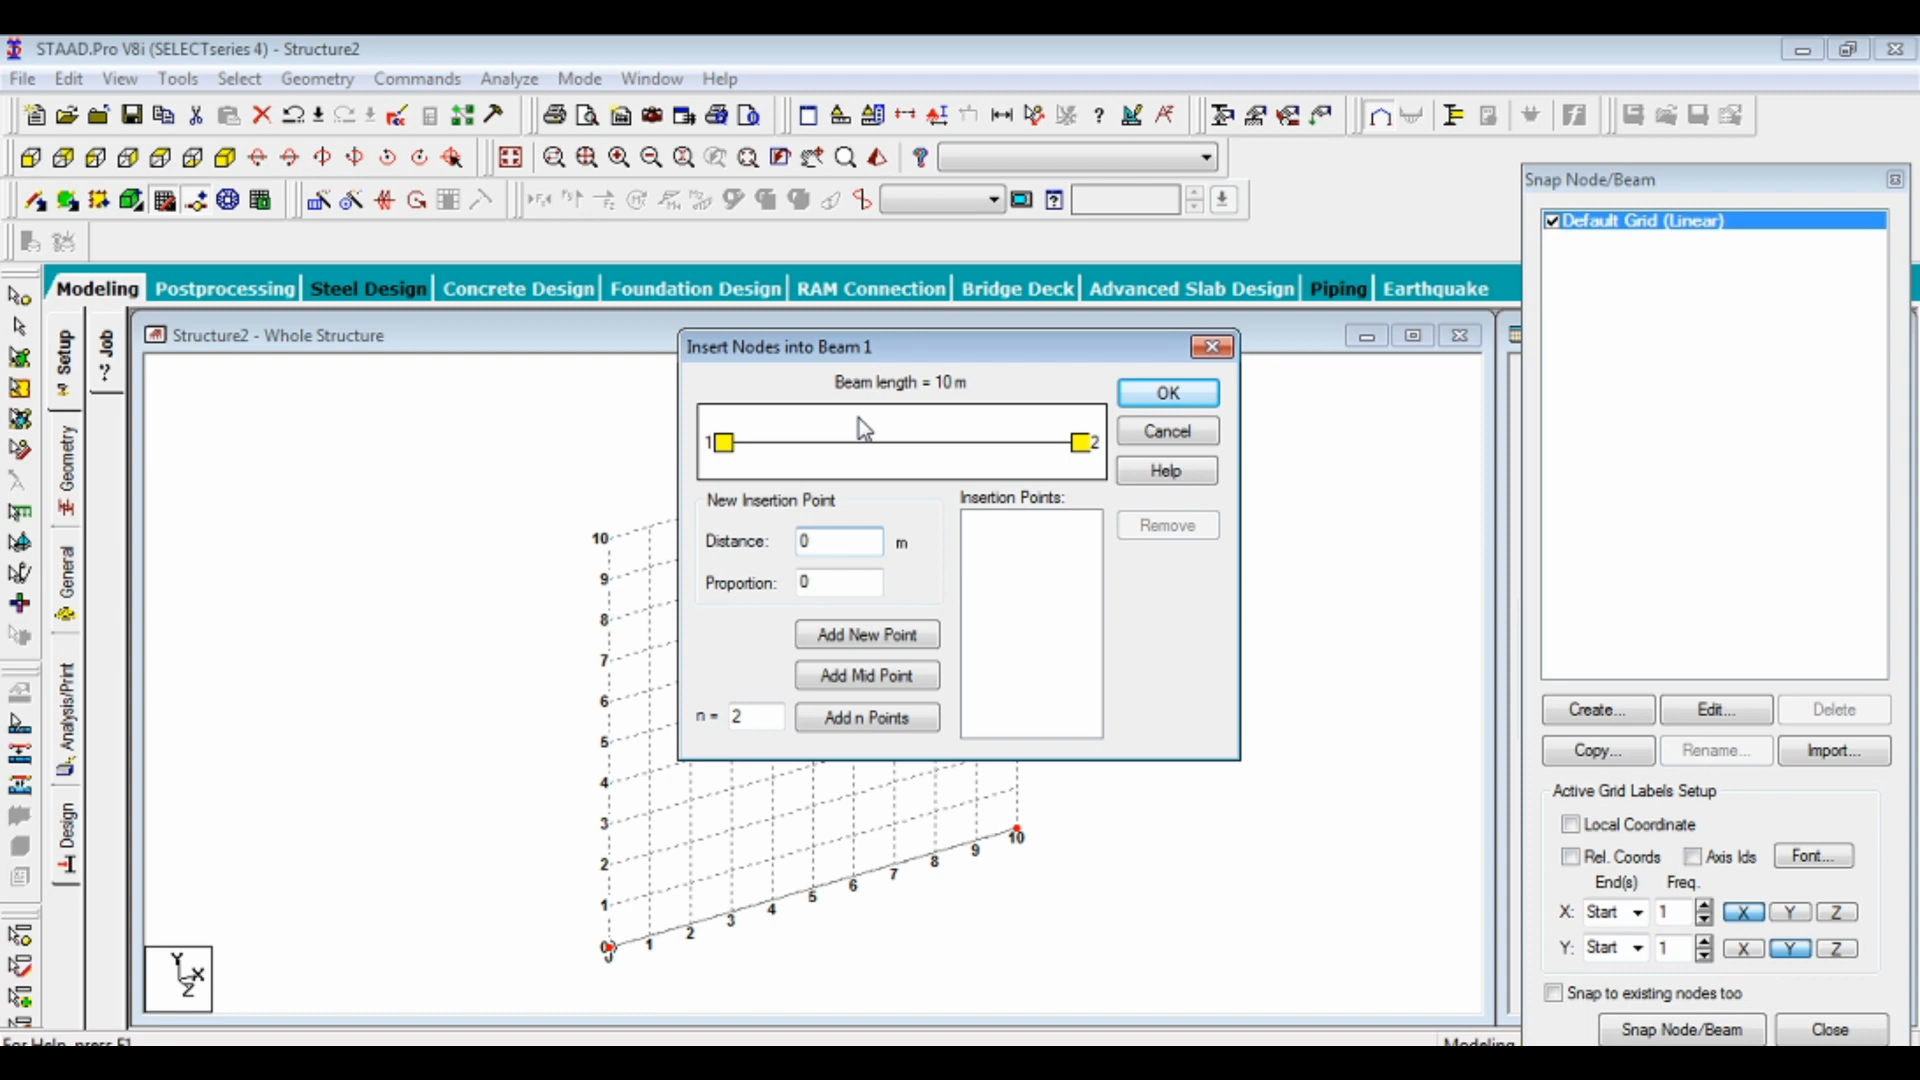 STAAD.Pro V8i (SELECTseries 4) - Structure2
File Edit View Tools Select Geometry Commands Analyze Mode Window Help
Snap Node/Beam
Default Grid (Linear)
Modeling Postprocessing Steel Design Concrete Design Foundation Design RAM Connection Bridge Deck Advanced Slab Design Piping Earthquake
Setup
Geometry
General
Analysis/Print
Design
Job
Structure2 - Whole Structure
Insert Nodes into Beam 1
Beam length = 10 m
1
2
OK
Cancel
Help
New Insertion Point
Insertion Points:
Distance: 0 m
Remove
Proportion: 0
Add New Point
Add Mid Point
n = 2 Add n Points
10
9
8
7
6
5
4
3
2
1
0
1
2
3
4
5
6
7
8
9
10
Y
X
Z
Create... Edit... Delete
Copy... Rename... Import...
Active Grid Labels Setup
Local Coordinate
Rel. Coords Axis Ids Font...
End(s) Freq.
X: Start 1 X Y Z
Y: Start 1 X Y Z
Snap to existing nodes too
Snap Node/Beam Close
For Help, press F1
Modeling